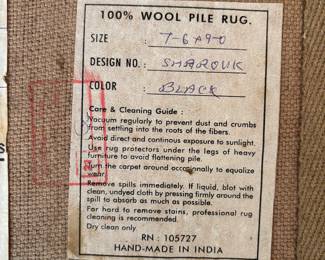 100% WOOL PILE RUG.
SIZE : 7-6x9-0
DESIGN NO.: SHAROUK
COLOR : BLACK
Care & Cleaning Guide :
Vacuum regularly to prevent dust and crumbs
from settling into the roots of the fibers.
Avoid direct and continous exposure to sunlight.
Use rug protectors under the legs of heavy
furniture to avoid flattening pile.
Turn the carpet around occasionally to equalize
wear.
Remove spills immediately. If liquid, blot with
clean, undyed cloth by pressing firmly around the
spill to absorb as much as possible.
For hard to remove stains, professional rug
cleaning is recommended.
Dry clean only
RN : 105727
HAND-MADE IN INDIA
S